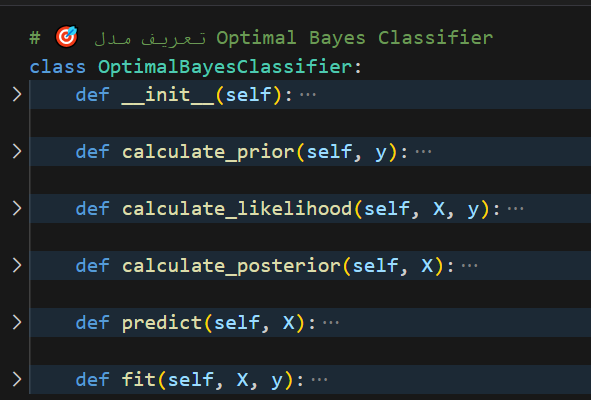 # 🎯 تعریف مدل Optimal Bayes Classifier
class OptimalBayesClassifier:
def __init__(self):···
def calculate_prior(self, y):···
def calculate_likelihood(self, X, y):···
def calculate_posterior(self, X):···
def predict(self, X):···
def fit(self, X, y):···